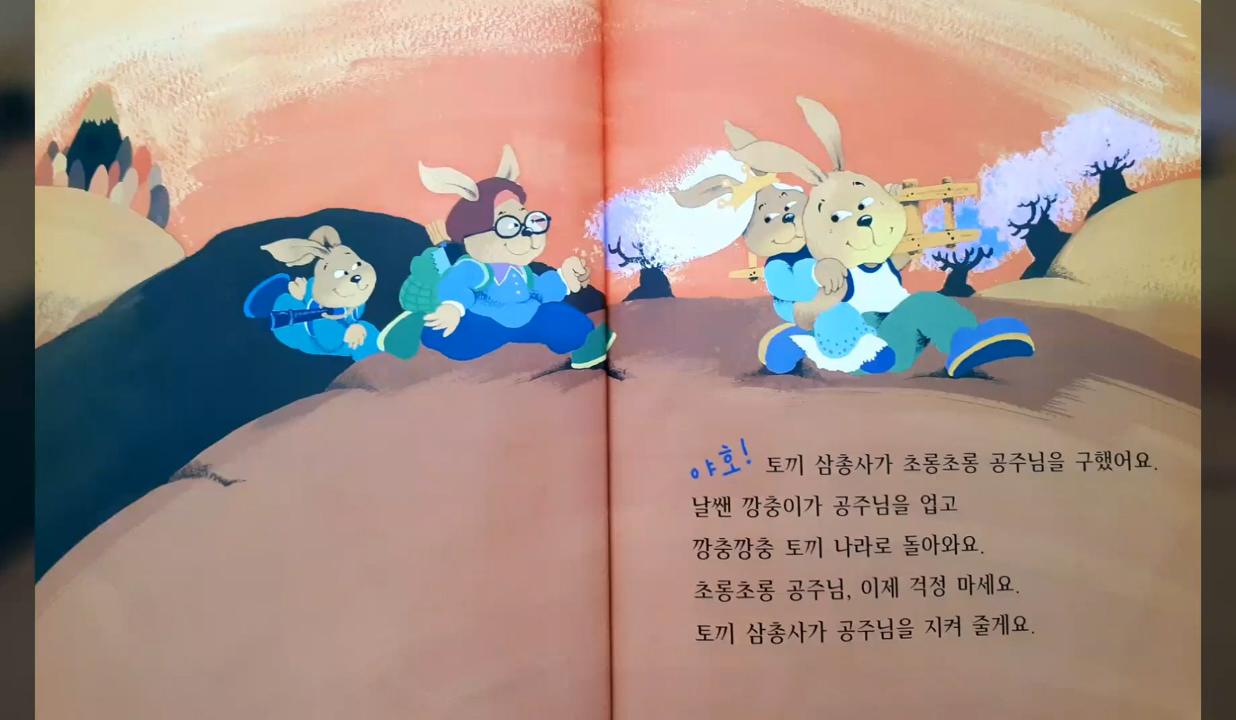 야호! 토끼 삼총사가 초롱초롱 공주님을 구했어요.
날쌘 깡충이가 공주님을 업고
깡충깡충 토끼 나라로 돌아와요.
초롱초롱 공주님, 이제 걱정 마세요.
토끼 삼총사가 공주님을 지켜 줄게요.